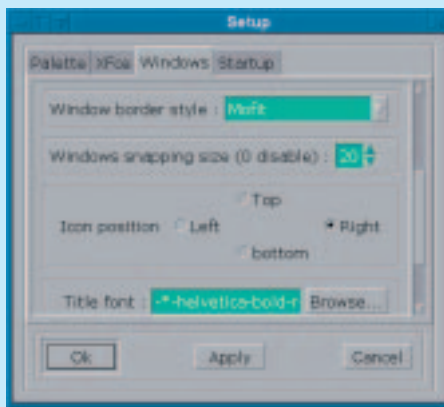 Setup
Palette XFce Windows Startup
Window border style : Mofit
Windows snapping size (0 disable) : 20
Top
Icon position Left Right
bottom
Title font : -*-helvetica-bold-r Browse...
Ok Apply Cancel